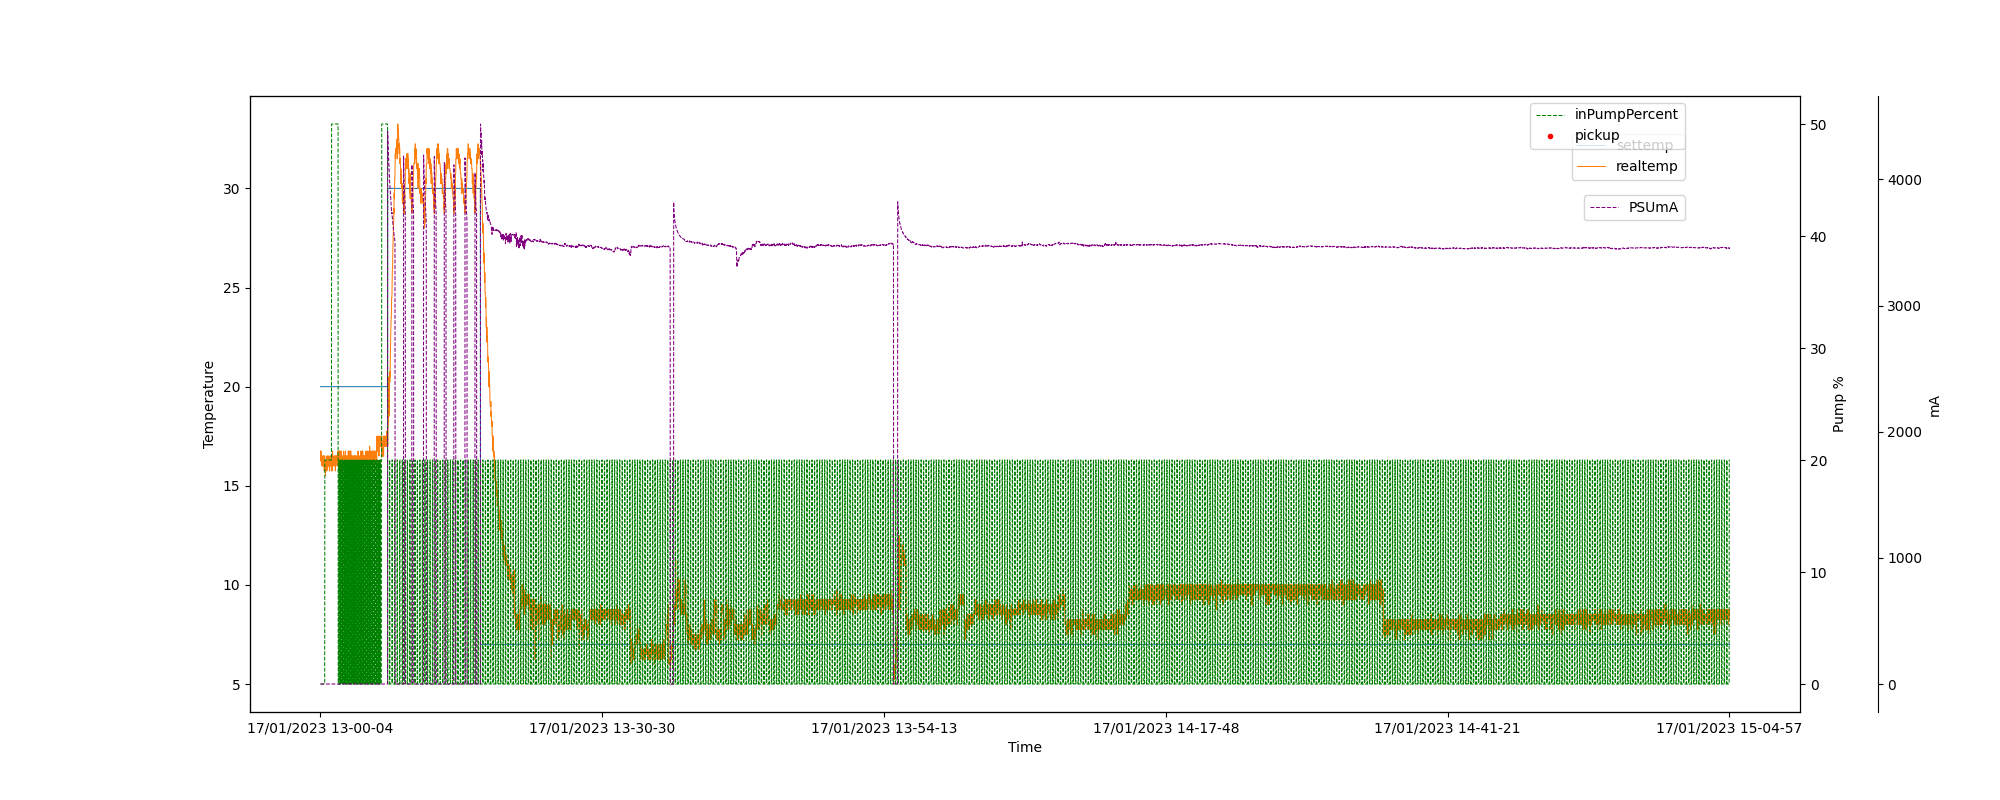 inPumpPercent
pickup
settemp
realtemp
PSUmA
30
25
20
15
10
5
Temperature
50
40
30
20
10
0
Pump %
4000
3000
2000
1000
0
mA
17/01/2023 13-00-04
17/01/2023 13-30-30
17/01/2023 13-54-13
17/01/2023 14-17-48
17/01/2023 14-41-21
17/01/2023 15-04-57
Time